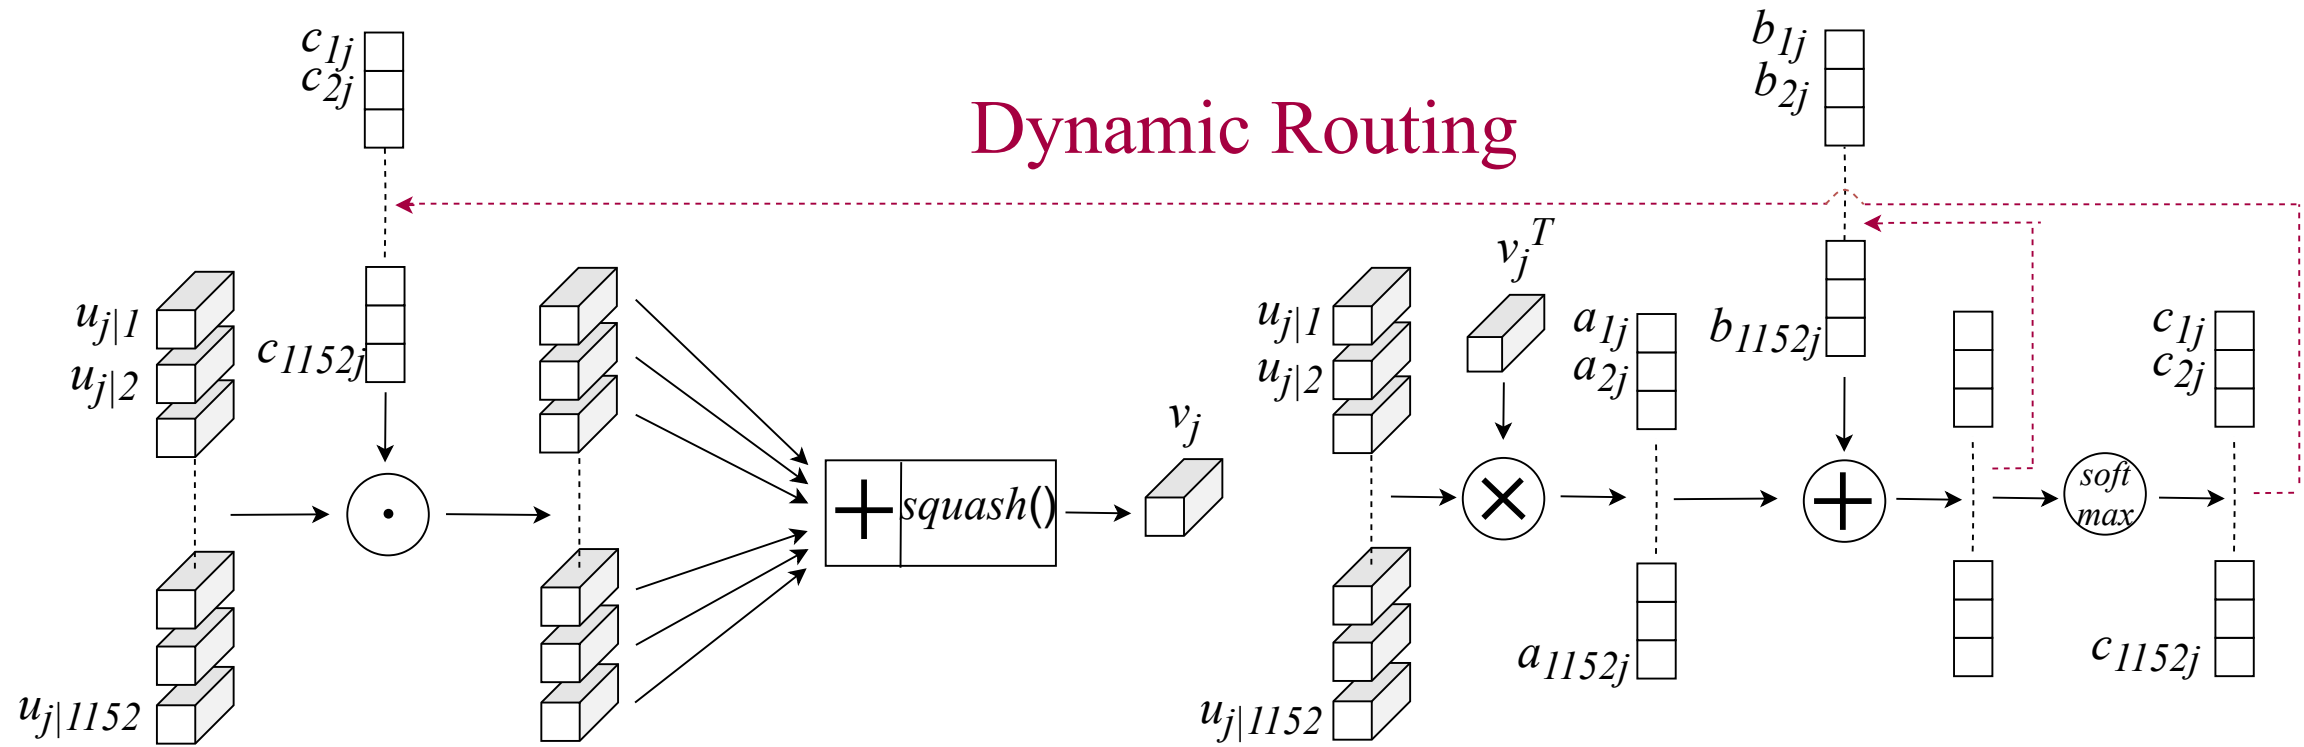 Dynamic Routing
c1j
c2j
c1152j
uj|1
uj|2
uj|1152
+ squash()
vj
uj|1
uj|2
uj|1152
vjT
a1j
a2j
a1152j
b1j
b2j
b1152j
soft
max
c1j
c2j
c1152j